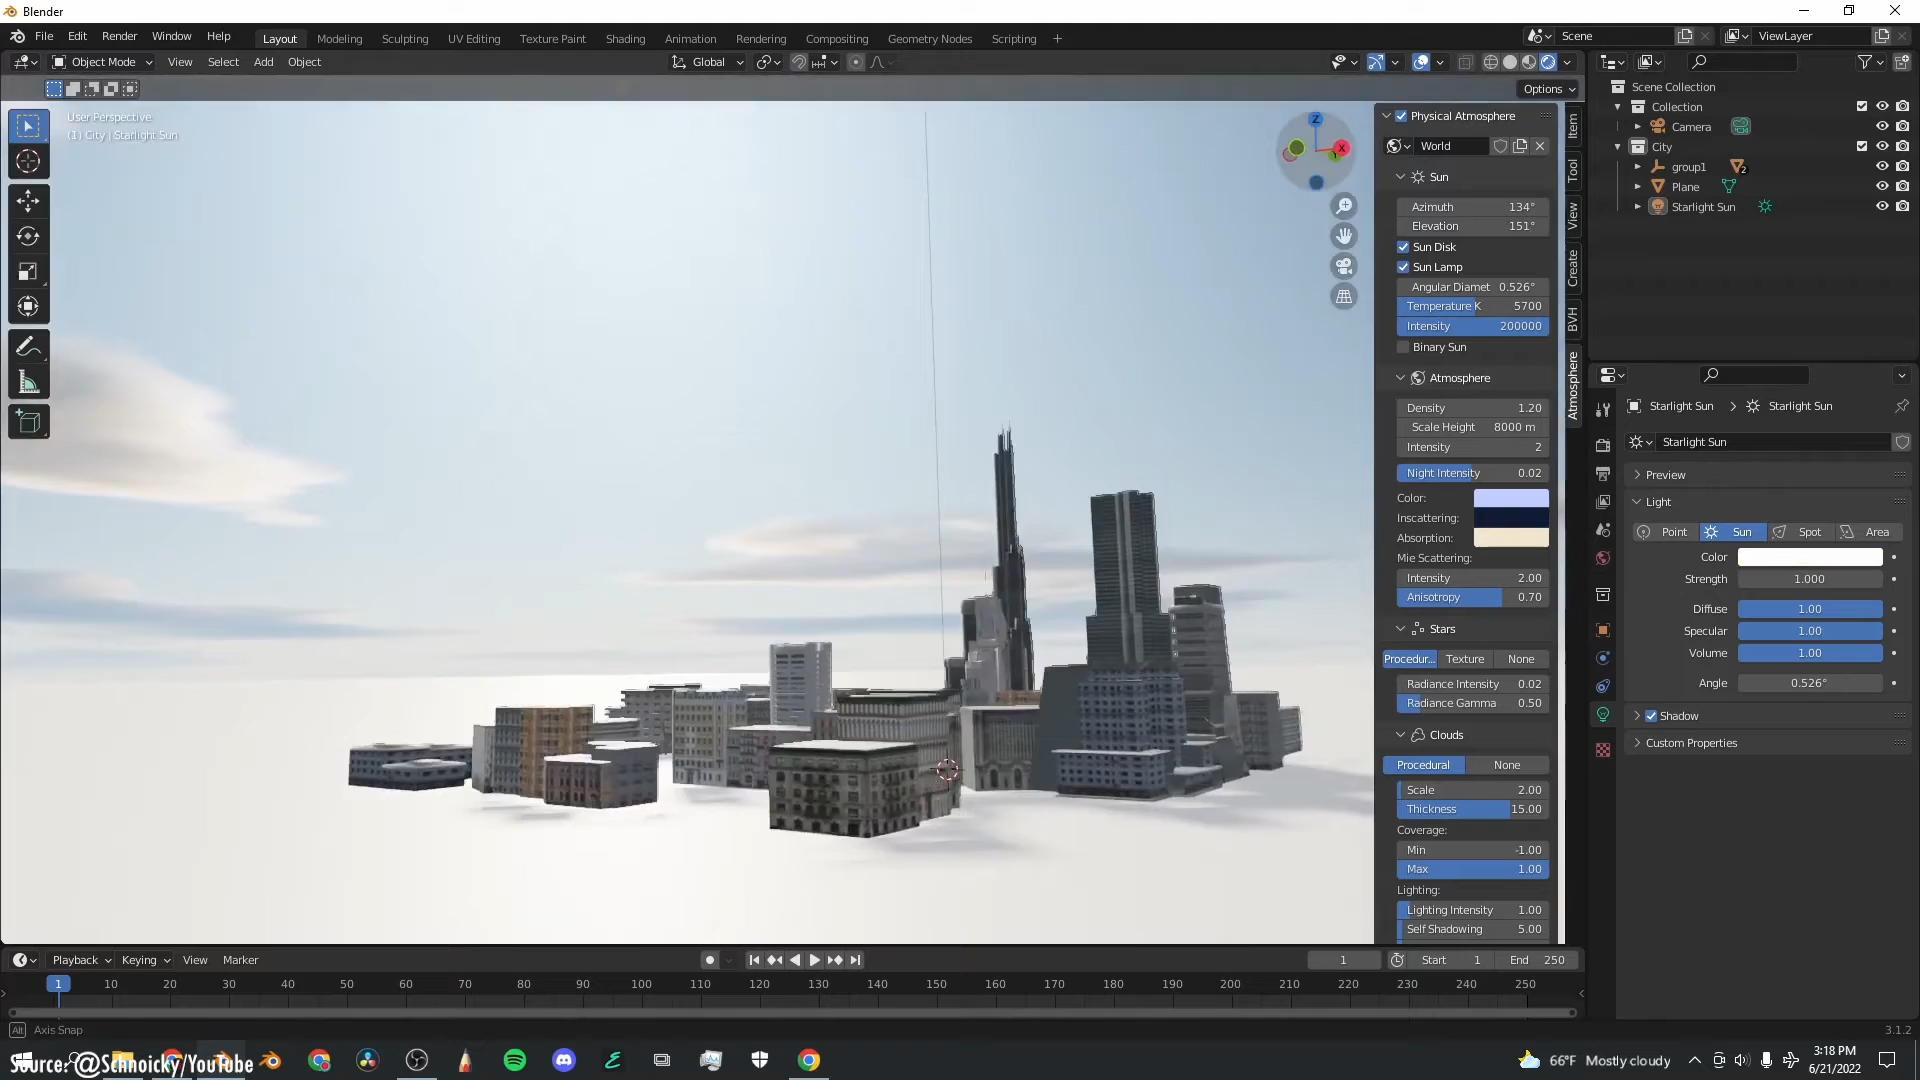 Blender
File Edit Render Window Help
Layout Modeling Sculpting UV Editing Texture Paint Shading Animation Rendering Compositing Geometry Nodes Scripting +
Scene
ViewLayer
Object Mode View Select Add Object
Global
Options
User Perspective
(1) City | Starlight Sun
Z
X
Y
Physical Atmosphere
World
Sun
Azimuth 134°
Elevation 151°
Sun Disk
Sun Lamp
Angular Diamet 0.526°
Temperature K 5700
Intensity 200000
Binary Sun
Atmosphere
Density 1.20
Scale Height 8000 m
Intensity 2
Night Intensity 0.02
Color:
Inscattering:
Absorption:
Mie Scattering:
Intensity 2.00
Anisotropy 0.70
Stars
Procedur... Texture None
Radiance Intensity 0.02
Radiance Gamma 0.50
Clouds
Procedural None
Scale 2.00
Thickness 15.00
Coverage:
Min -1.00
Max 1.00
Lighting:
Lighting Intensity 1.00
Self Shadowing 5.00
Item
Tool
View
Create
BVH
Atmosphere
Scene Collection
Collection
Camera
City
group1 2
Plane
Starlight Sun
Starlight Sun > Starlight Sun
Starlight Sun
Preview
Light
Point Sun Spot Area
Color
Strength 1.000
Diffuse 1.00
Specular 1.00
Volume 1.00
Angle 0.526°
Shadow
Custom Properties
Playback Keying View Marker
1
Start 1
End 250
1 10 20 30 40 50 60 70 80 90 100 110 120 130 140 150 160 170 180 190 200 210 220 230 240 250
Alt Axis Snap
3.1.2
Source: @Schnoicky/YouTube
66°F Mostly cloudy
3:18 PM
6/21/2022